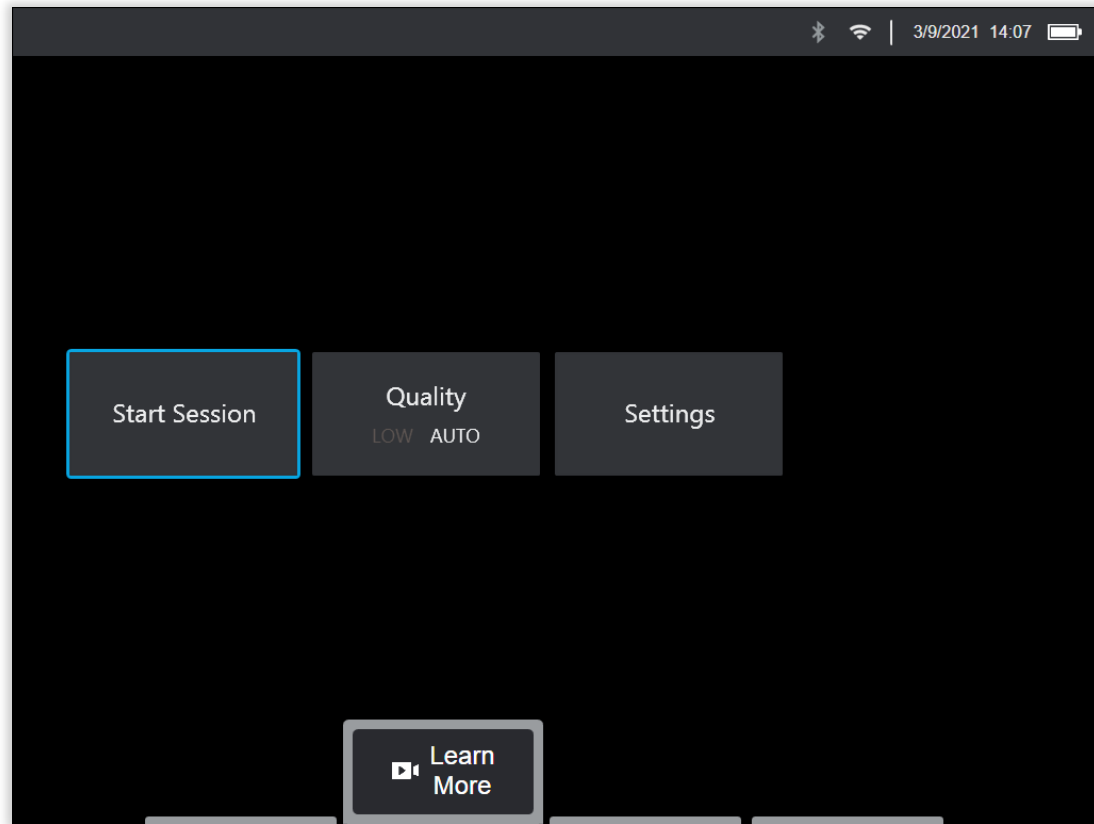 3/9/2021 14:07
Start Session
Quality
LOW AUTO
Settings
Learn
More